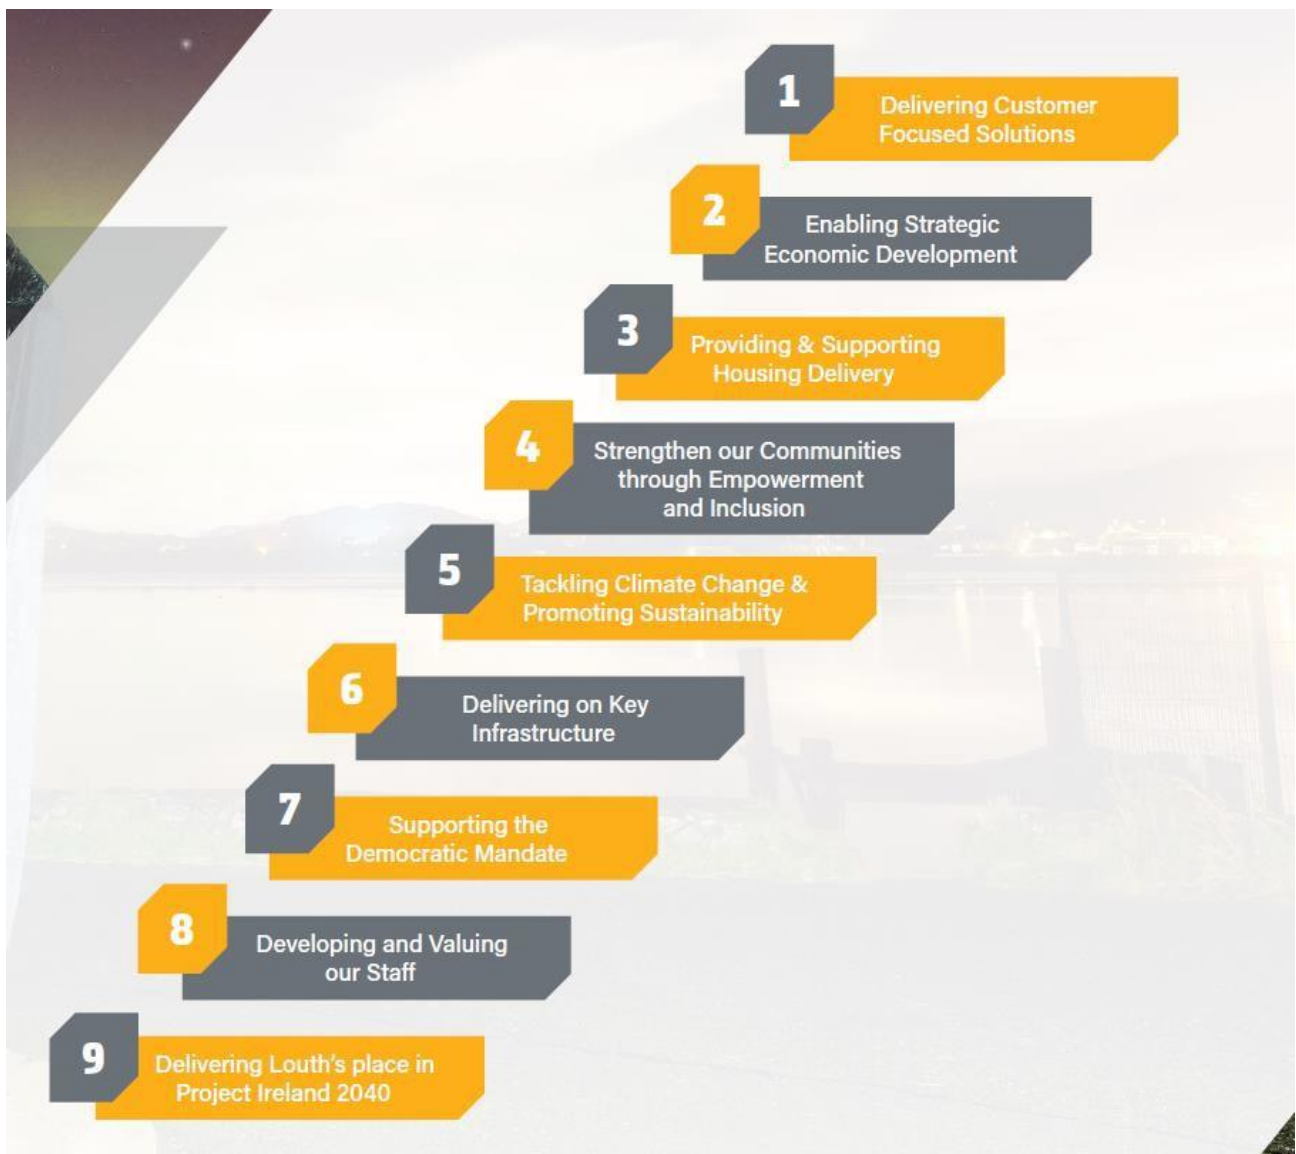 1
Delivering Customer
Focused Solutions
2
Enabling Strategic
Economic Development
3
Providing & Supporting
Housing Delivery
4
Strengthen our Communities
through Empowerment
and Inclusion
5
Tackling Climate Change &
Promoting Sustainability
6
Delivering on Key
Infrastructure
7
Supporting the
Democratic Mandate
8
Developing and Valuing
our Staff
9
Delivering Louth’s place in
Project Ireland 2040